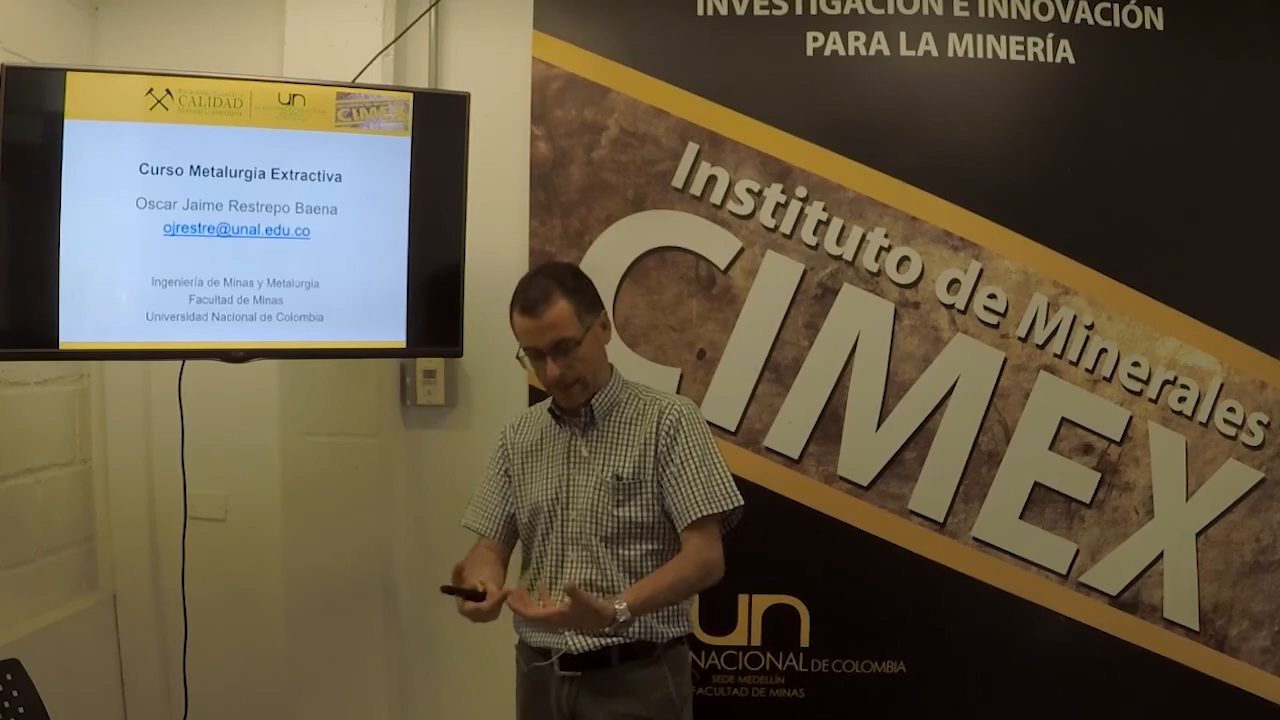 CALIDAD
un
CIMEX
Curso Metalurgia Extractiva
Oscar Jaime Restrepo Baena
ojrestre@unal.edu.co
Ingeniería de Minas y Metalurgia
Facultad de Minas
Universidad Nacional de Colombia
INVESTIGACIÓN E INNOVACIÓN
PARA LA MINERÍA
Instituto de Minerales
CIMEX
un
NACIONAL DE COLOMBIA
SEDE MEDELLÍN
FACULTAD DE MINAS